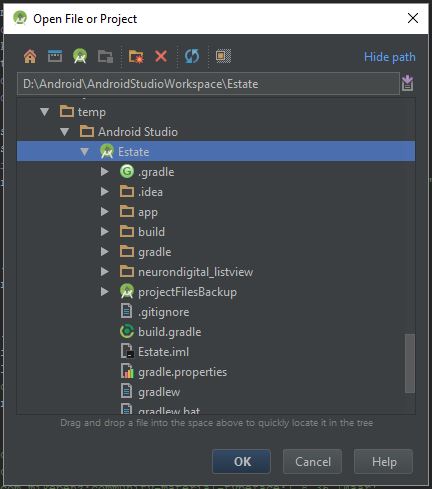 Open File or Project
Hide path
D:\Android\AndroidStudioWorkspace\Estate
temp
Android Studio
Estate
.gradle
.idea
app
build
gradle
neurondigital_listview
projectFilesBackup
.gitignore
build.gradle
Estate.iml
gradle.properties
gradlew
gradlew.bat
Drag and drop a file into the space above to quickly locate it in the tree
OK
Cancel
Help